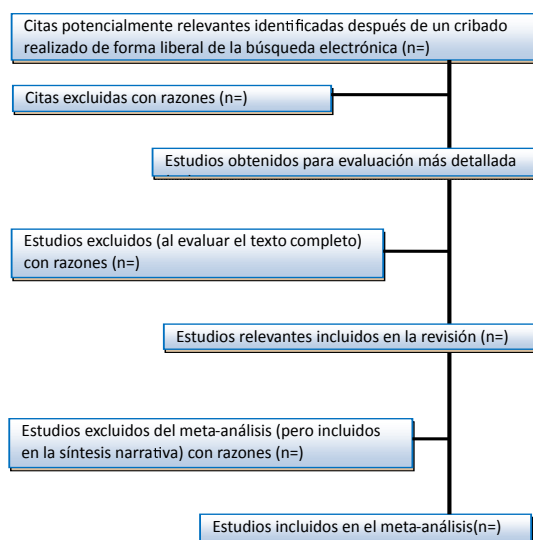 Citas potencialmente relevantes identificadas después de un cribado
realizado de forma liberal de la búsqueda electrónica (n=)
Citas excluidas con razones (n=)
Estudios obtenidos para evaluación más detallada
Estudios excluidos (al evaluar el texto completo)
con razones (n=)
Estudios relevantes incluidos en la revisión (n=)
Estudios excluidos del meta-análisis (pero incluidos
en la síntesis narrativa) con razones (n=)
Estudios incluidos en el meta-análisis(n=)